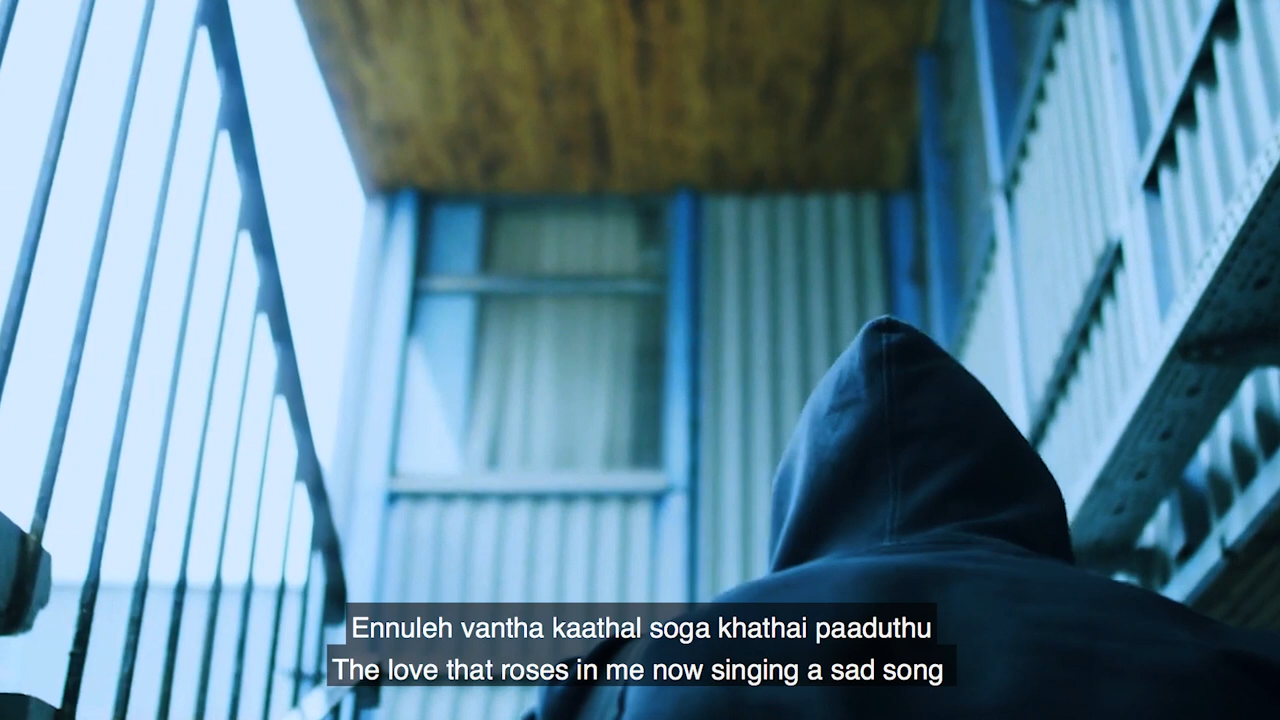 Ennuleh vantha kaathal soga khathai paaduthu
The love that roses in me now singing a sad song